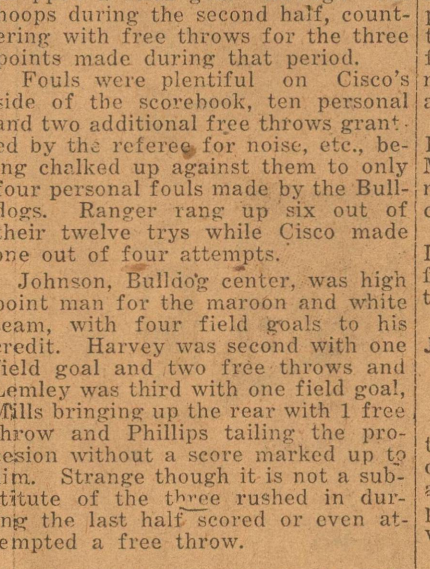 hoops during the second half, count-
ering with free throws for the three
points made during that period.
Fouls were plentiful on Cisco's
side of the scorebook, ten personal
and two additional free throws grant-
ed by the referee for noise, etc., be-
ng chalked up against them to only
four personal fouls made by the Bull-
dogs. Ranger rang up six out of
their twelve trys while Cisco made
one out of four attempts.
Johnson, Bulldog center, was high
point man for the maroon and white
team, with four field goals to his
credit. Harvey was second with one
field goal and two free throws and
Lemley was third with one field goal,
Mills bringing up the rear with 1 free
throw and Phillips tailing the pro-
cesion without a score marked up to
him. Strange though it is not a sub-
titute of the three rushed in dur-
ng the last half scored or even at-
tempted a free throw.